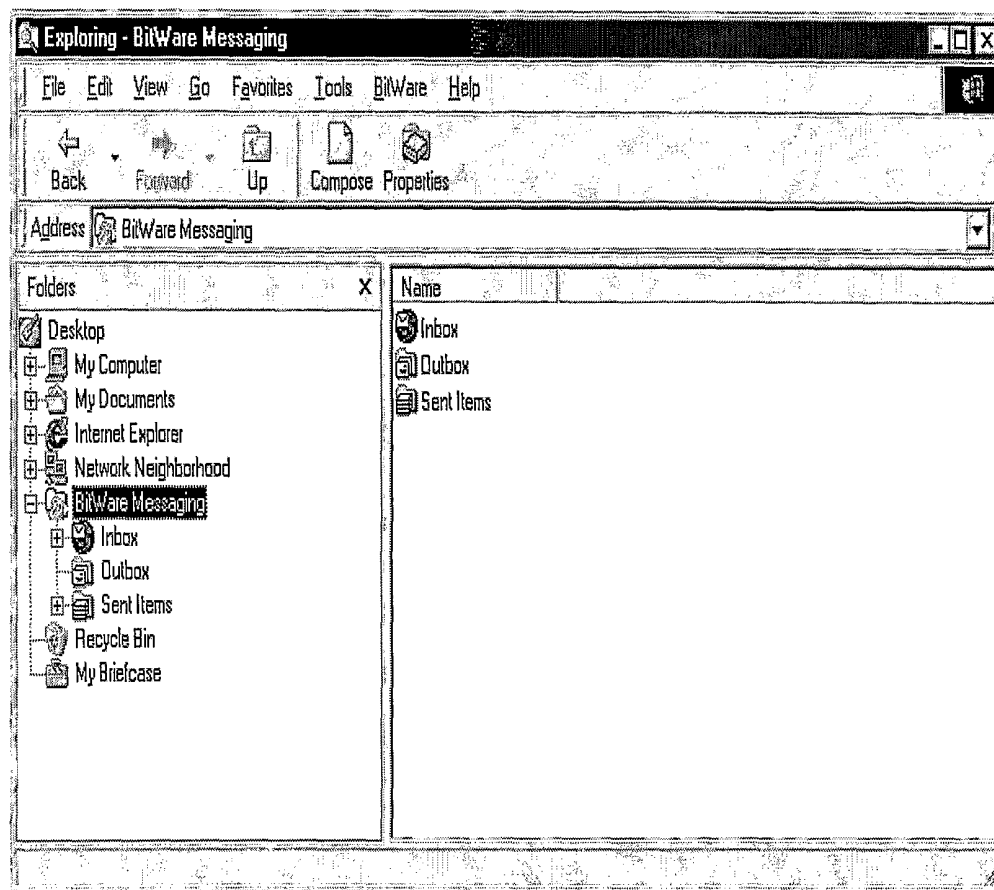 Exploring - BitWare Messaging
File Edit View Go Favorites Tools BitWare Help
Back Forward Up Compose Properties
Address BitWare Messaging
Folders
Desktop
My Computer
My Documents
Internet Explorer
Network Neighborhood
BitWare Messaging
Inbox
Outbox
Sent Items
Recycle Bin
My Briefcase
Name
Inbox
Outbox
Sent Items